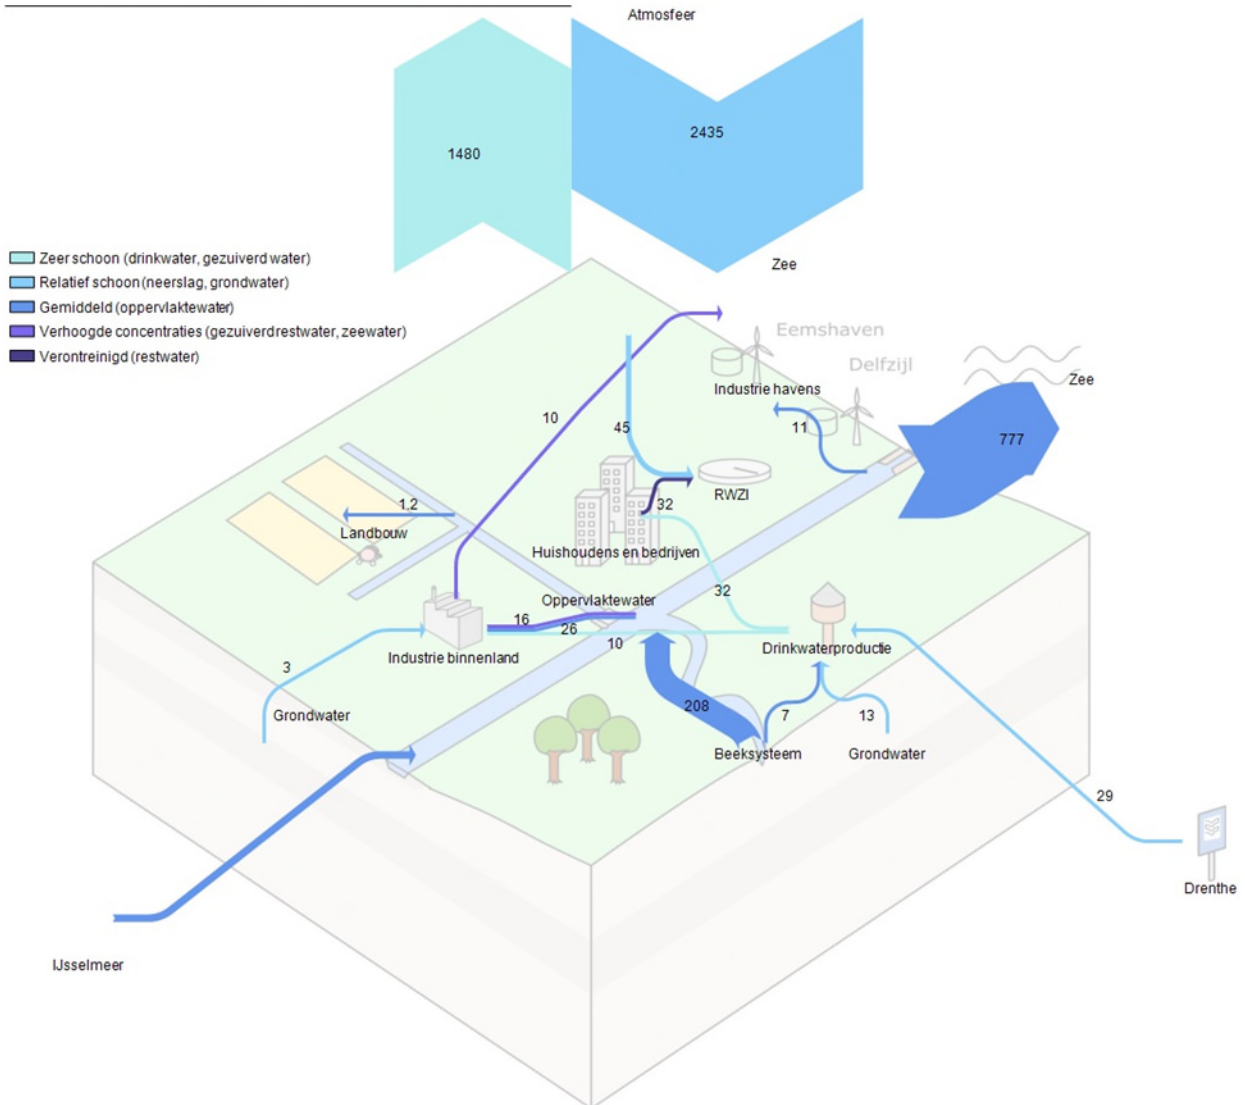 Atmosfeer
2435
1480
Zeer schoon (drinkwater, gezuiverd water)
Zee
Relatief schoon (neerslag, grondwater)
Gemiddeld (oppervlaktewater)
Verhoogde concentraties (gezuiverd restwater, zeewater)
Verontreinigd (restwater)
Eemshaven
Delfzijl
Zee
Industrie havens
10
45
11
777
RWZI
1,2
32
Landbouw
Huishoudens en bedrijven
32
Oppervlaktewater
16
26
10
Industrie binnenland
Drinkwaterproductie
3
208
7
13
Grondwater
Beeksysteem
Grondwater
29
Drenthe
IJsselmeer